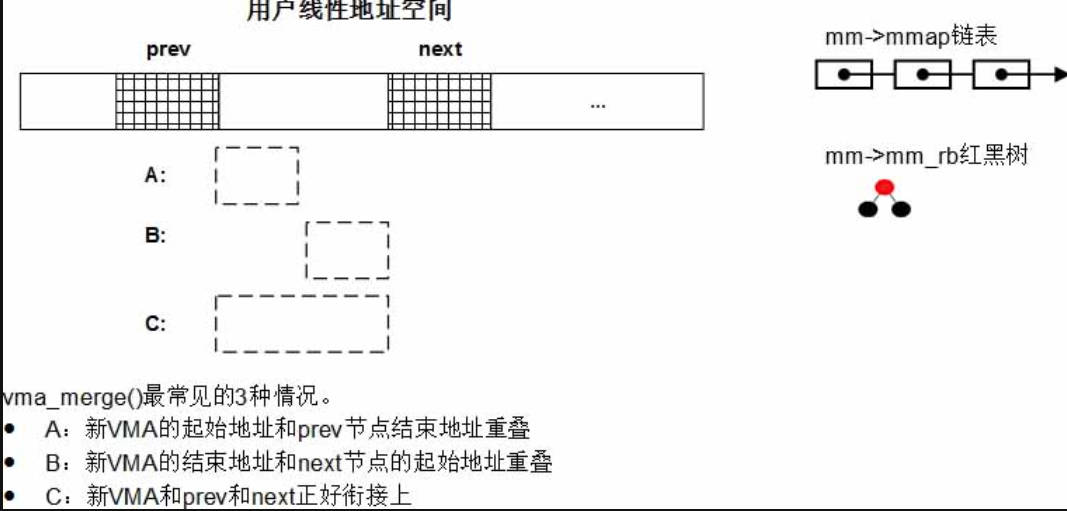 用户线性地址空间
prev
next
...
A:
B:
C:
mm->mmap链表
mm->mm_rb红黑树
vma_merge()最常见的3种情况。
● A：新VMA的起始地址和prev节点结束地址重叠
● B：新VMA的结束地址和next节点的起始地址重叠
● C：新VMA和prev和next正好衔接上